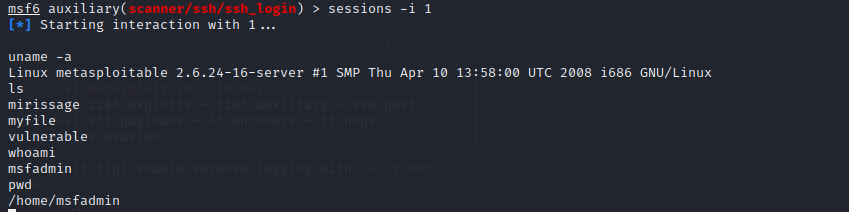 msf6 auxiliary(scanner/ssh/ssh_login) > sessions -i 1
[*] Starting interaction with 1...
uname -a
Linux metasploitable 2.6.24-16-server #1 SMP Thu Apr 10 13:58:00 UTC 2008 i686 GNU/Linux
ls
mirissage
myfile
vulnerable
whoami
msfadmin
pwd
/home/msfadmin